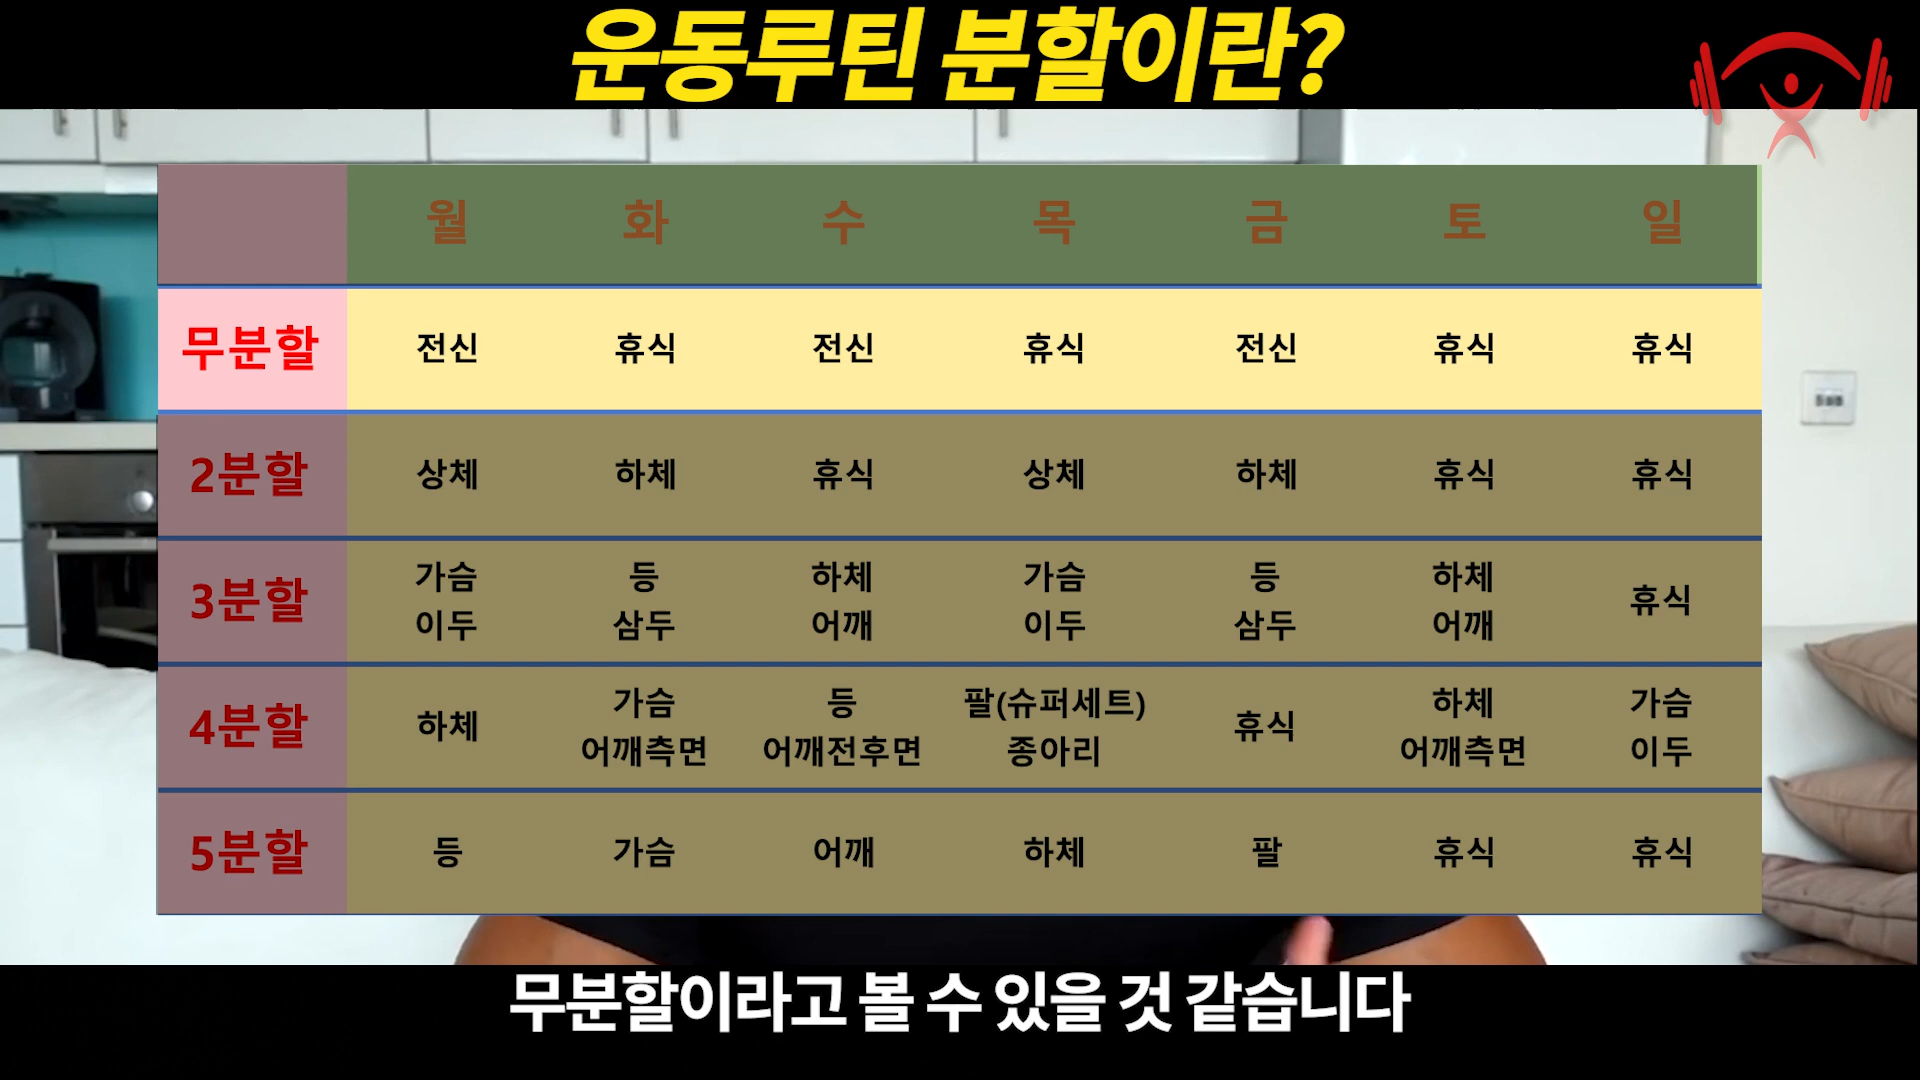 운동루틴 분할이란?
월 화 수 목 금 토 일
무분할 전신 휴식 전신 휴식 전신 휴식 휴식
2분할 상체 하체 휴식 상체 하체 휴식 휴식
3분할 가슴 이두 등 삼두 하체 어깨 가슴 이두 등 삼두 하체 어깨 휴식
4분할 하체 가슴 어깨측면 등 어깨전후면 팔(슈퍼세트) 종아리 휴식 하체 어깨측면 가슴 이두
5분할 등 가슴 어깨 하체 팔 휴식 휴식
무분할이라고 볼 수 있을 것 같습니다